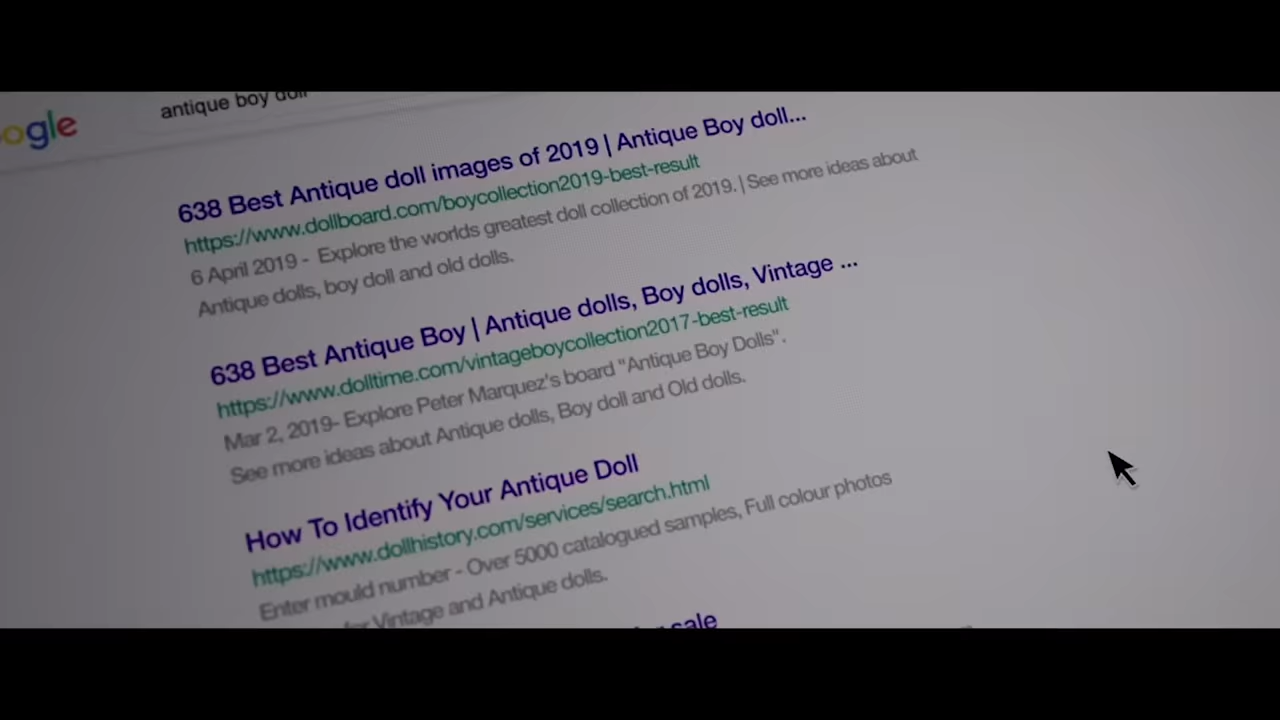 ogle
antique boy doll
638 Best Antique doll images of 2019 | Antique Boy doll...
https://www.dollboard.com/boycollection2019-best-result
6 April 2019 - Explore the worlds greatest doll collection of 2019. | See more ideas about
Antique dolls, boy doll and old dolls.
638 Best Antique Boy | Antique dolls, Boy dolls, Vintage ...
https://www.dolltime.com/vintageboycollection2017-best-result
Mar 2, 2019- Explore Peter Marquez's board "Antique Boy Dolls".
See more ideas about Antique dolls, Boy doll and Old dolls.
How To Identify Your Antique Doll
https://www.dollhistory.com/services/search.html
Enter mould number - Over 5000 catalogued samples, Full colour photos
for Vintage and Antique dolls.
sale